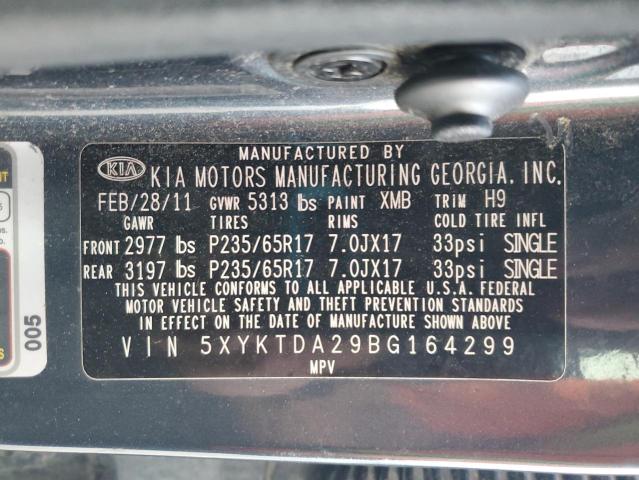 MANUFACTURED BY
KIA KIA MOTORS MANUFACTURING GEORGIA, INC.
FEB/28/11 GVWR 5313 lbs PAINT XMB TRIM H9
GAWR TIRES RIMS COLD TIRE INFL
FRONT 2977 lbs P235/65R17 7.0JX17 33psi SINGLE
REAR 3197 lbs P235/65R17 7.0JX17 33psi SINGLE
THIS VEHICLE CONFORMS TO ALL APPLICABLE U.S.A. FEDERAL
MOTOR VEHICLE SAFETY AND THEFT PREVENTION STANDARDS
IN EFFECT ON THE DATE OF MANUFACTURE SHOWN ABOVE.
VIN 5XYKTDA29BG164299
MPV
005